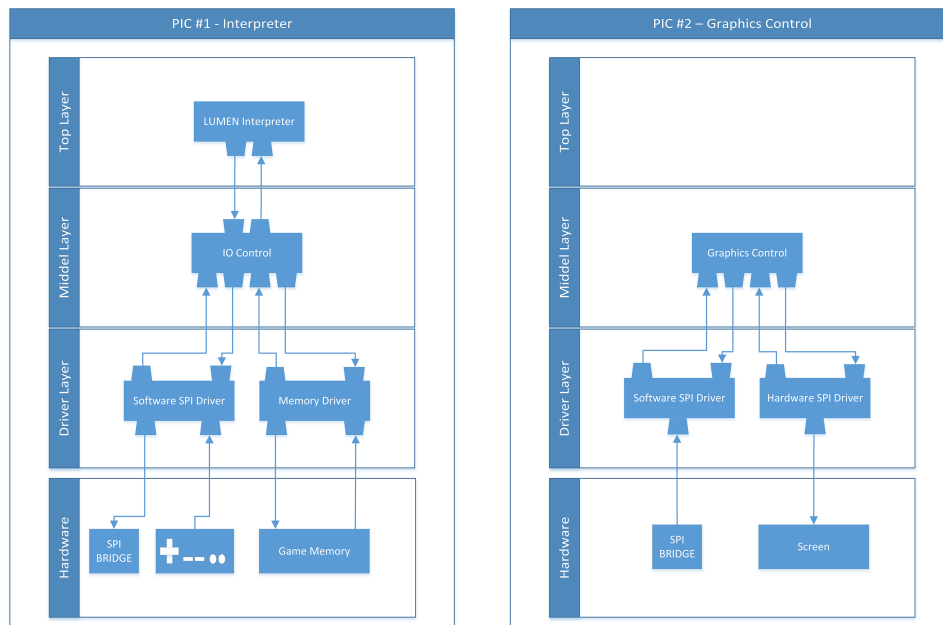 PIC #1 - Interpreter
Top Layer
LUMEN Interpreter
Middel Layer
IO Control
Driver Layer
Software SPI Driver
Memory Driver
Hardware
SPI
BRIDGE
Game Memory
PIC #2 – Graphics Control
Top Layer
Middel Layer
Graphics Control
Driver Layer
Software SPI Driver
Hardware SPI Driver
Hardware
SPI
BRIDGE
Screen